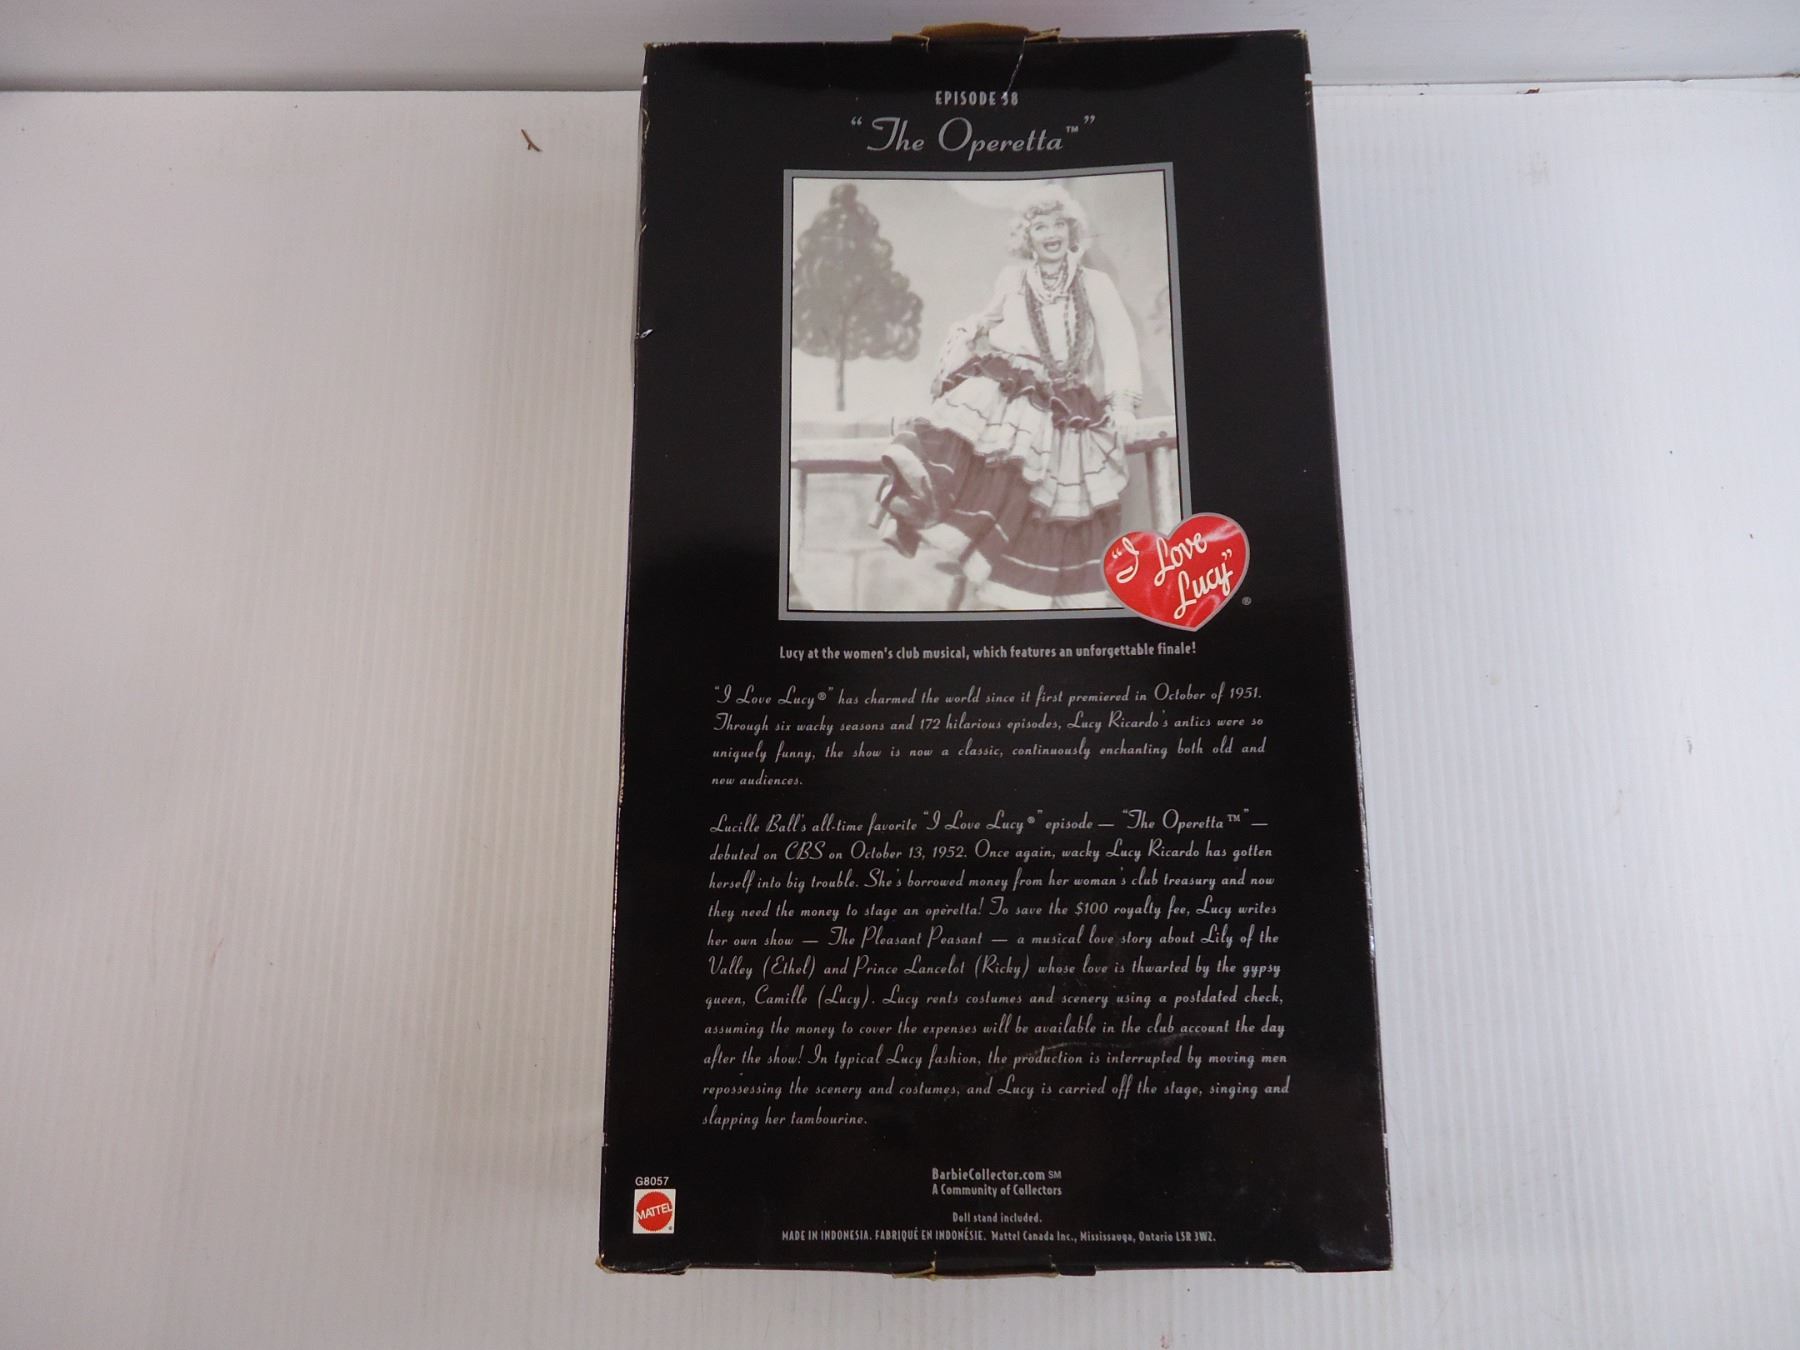 EPISODE 38
"The Operetta™"
"I Love
Lucy"
®
Lucy at the women's club musical, which features an unforgettable finale!
"I Love Lucy®" has charmed the world since it first premiered in October of 1951.
Through six wacky seasons and 172 hilarious episodes, Lucy Ricardo's antics were so
uniquely funny, the show is now a classic, continuously enchanting both old and
new audiences.
Lucille Ball's all-time favorite "I Love Lucy®" episode — "The Operetta™" —
debuted on CBS on October 13, 1952. Once again, wacky Lucy Ricardo has gotten
herself into big trouble. She's borrowed money from her woman's club treasury and now
they need the money to stage an operetta! To save the $100 royalty fee, Lucy writes
her own show — The Pleasant Peasant — a musical love story about Lily of the
Valley (Ethel) and Prince Lancelot (Ricky) whose love is thwarted by the gypsy
queen, Camille (Lucy). Lucy rents costumes and scenery using a postdated check,
assuming the money to cover the expenses will be available in the club account the day
after the show! In typical Lucy fashion, the production is interrupted by moving men
repossessing the scenery and costumes, and Lucy is carried off the stage, singing and
slapping her tambourine.
G8057
MATTEL
®
BarbieCollector.com SM
A Community of Collectors
Doll stand included.
MADE IN INDONESIA. FABRIQUÉ EN INDONÉSIE. Mattel Canada Inc., Mississauga, Ontario L5R 3W2.